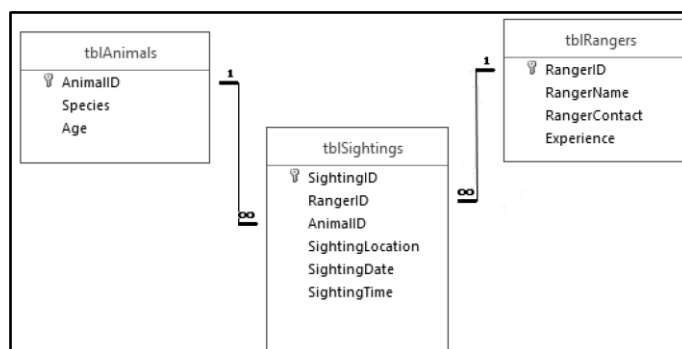 tblAnimals
AnimalID
Species
Age
1
∞
tblSightings
SightingID
RangerID
AnimalID
SightingLocation
SightingDate
SightingTime
1
∞
tblRangers
RangerID
RangerName
RangerContact
Experience